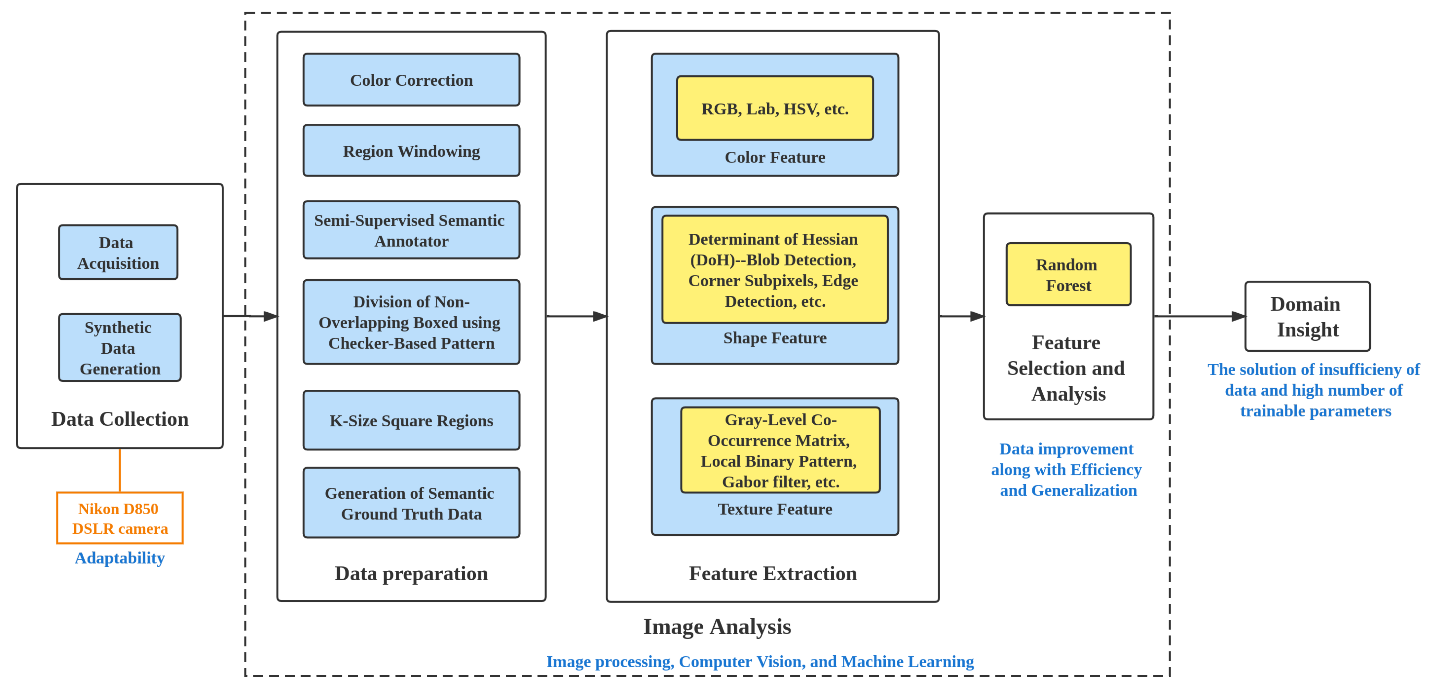 Data
Acquisition
Synthetic
Data
Generation
Data Collection
Nikon D850
DSLR camera
Adaptability
Color Correction
Region Windowing
Semi-Supervised Semantic
Annotator
Division of Non-
Overlapping Boxed using
Checker-Based Pattern
K-Size Square Regions
Generation of Semantic
Ground Truth Data
Data preparation
RGB, Lab, HSV, etc.
Color Feature
Determinant of Hessian
(DoH)--Blob Detection,
Corner Subpixels, Edge
Detection, etc.
Shape Feature
Gray-Level Co-
Occurrence Matrix,
Local Binary Pattern,
Gabor filter, etc.
Texture Feature
Feature Extraction
Random
Forest
Feature
Selection and
Analysis
Data improvement
along with Efficiency
and Generalization
Image Analysis
Image processing, Computer Vision, and Machine Learning
Domain
Insight
The solution of insufficieny of
data and high number of
trainable parameters